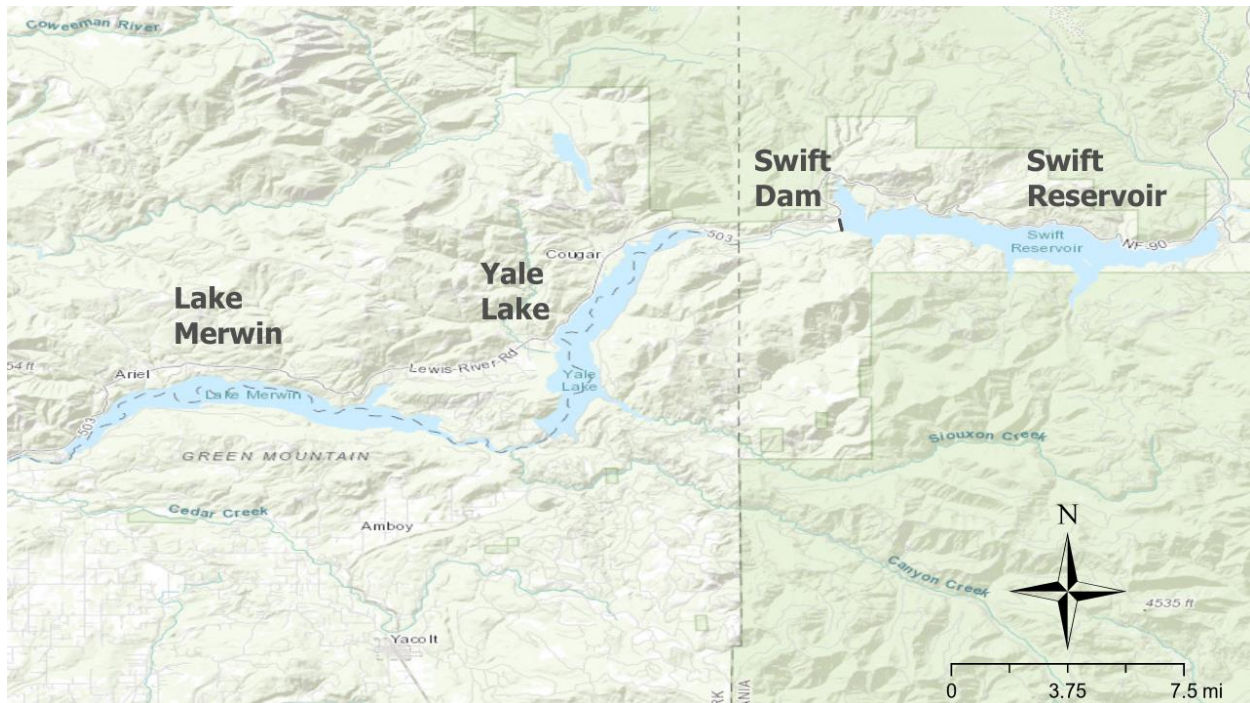 Coweeman River
Swift
Dam
Swift
Reservoir
Swift
Reservoir
503
NF-90
Cougar
Yale
Lake
Lake
Merwin
54 ft
Ariel
Lewis-River-Rd
Yale
Lake
Lake Merwin
503
GREEN MOUNTAIN
Siouxon Creek
Cedar Creek
Amboy
N
Canyon Creek
4535 ft
Yacolt
RK
ANIA
0
3.75
7.5 mi